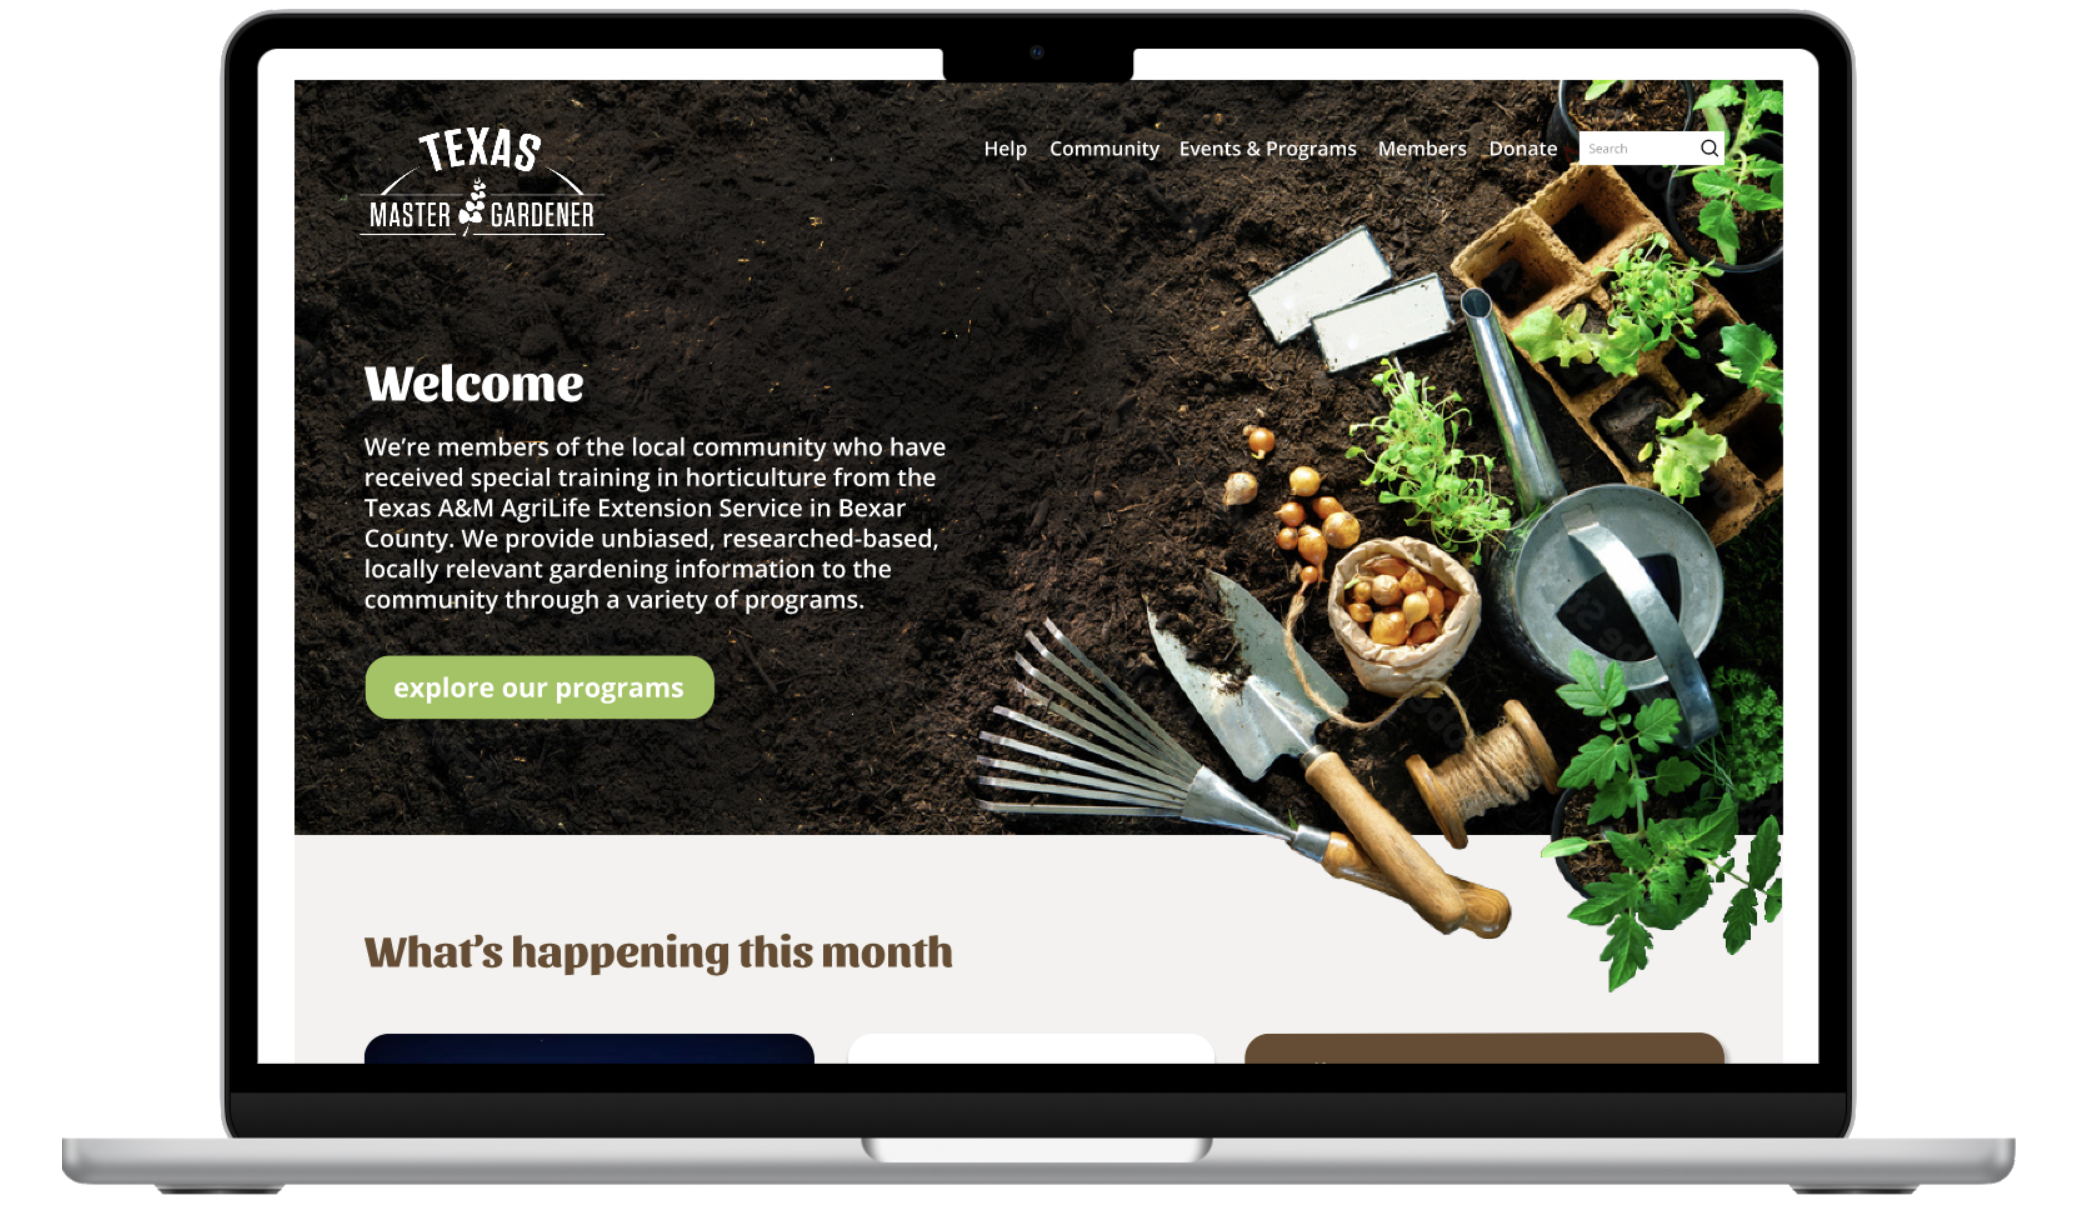 TEXAS
MASTER GARDENER
Help Community Events & Programs Members Donate Search
Welcome
We're members of the local community who have
received special training in horticulture from the
Texas A&M AgriLife Extension Service in Bexar
County. We provide unbiased, researched-based,
locally relevant gardening information to the
community through a variety of programs.
explore our programs
What's happening this month